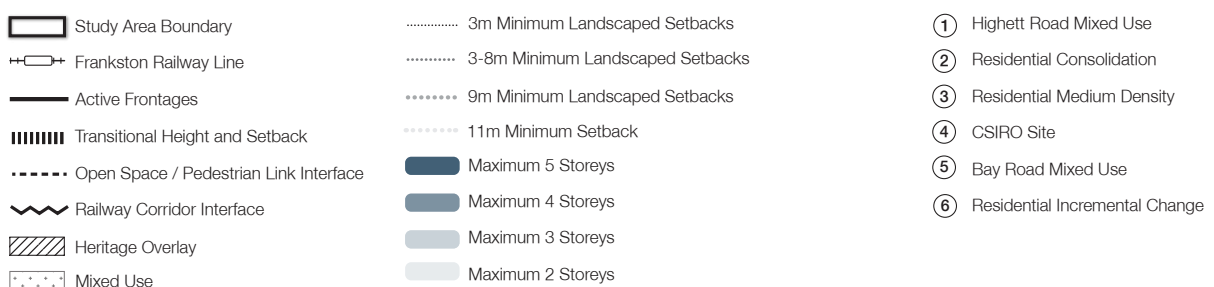 Study Area Boundary
Frankston Railway Line
Active Frontages
Transitional Height and Setback
Open Space / Pedestrian Link Interface
Railway Corridor Interface
Heritage Overlay
Mixed Use
3m Minimum Landscaped Setbacks
3-8m Minimum Landscaped Setbacks
9m Minimum Landscaped Setbacks
11m Minimum Setback
Maximum 5 Storeys
Maximum 4 Storeys
Maximum 3 Storeys
Maximum 2 Storeys
1 Highett Road Mixed Use
2 Residential Consolidation
3 Residential Medium Density
4 CSIRO Site
5 Bay Road Mixed Use
6 Residential Incremental Change